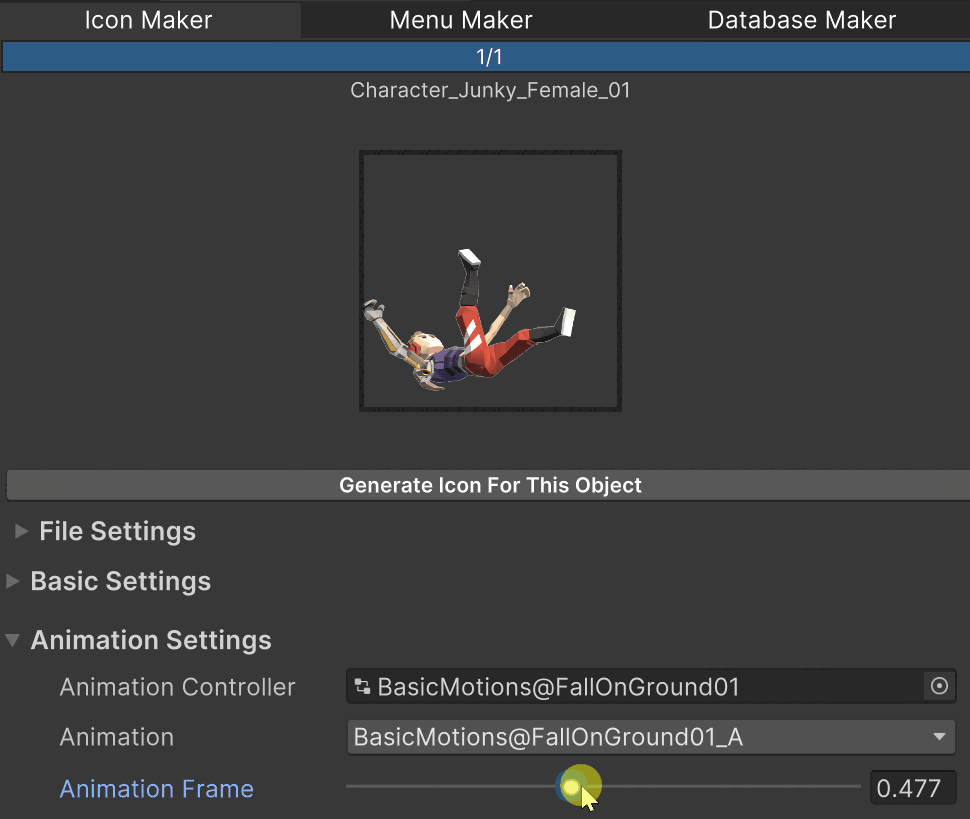 Icon Maker Menu Maker Database Maker
1/1
Character_Junky_Female_01
Generate Icon For This Object
File Settings
Basic Settings
Animation Settings
Animation Controller BasicMotions@FallOnGround01
Animation BasicMotions@FallOnGround01_A
Animation Frame 0.477